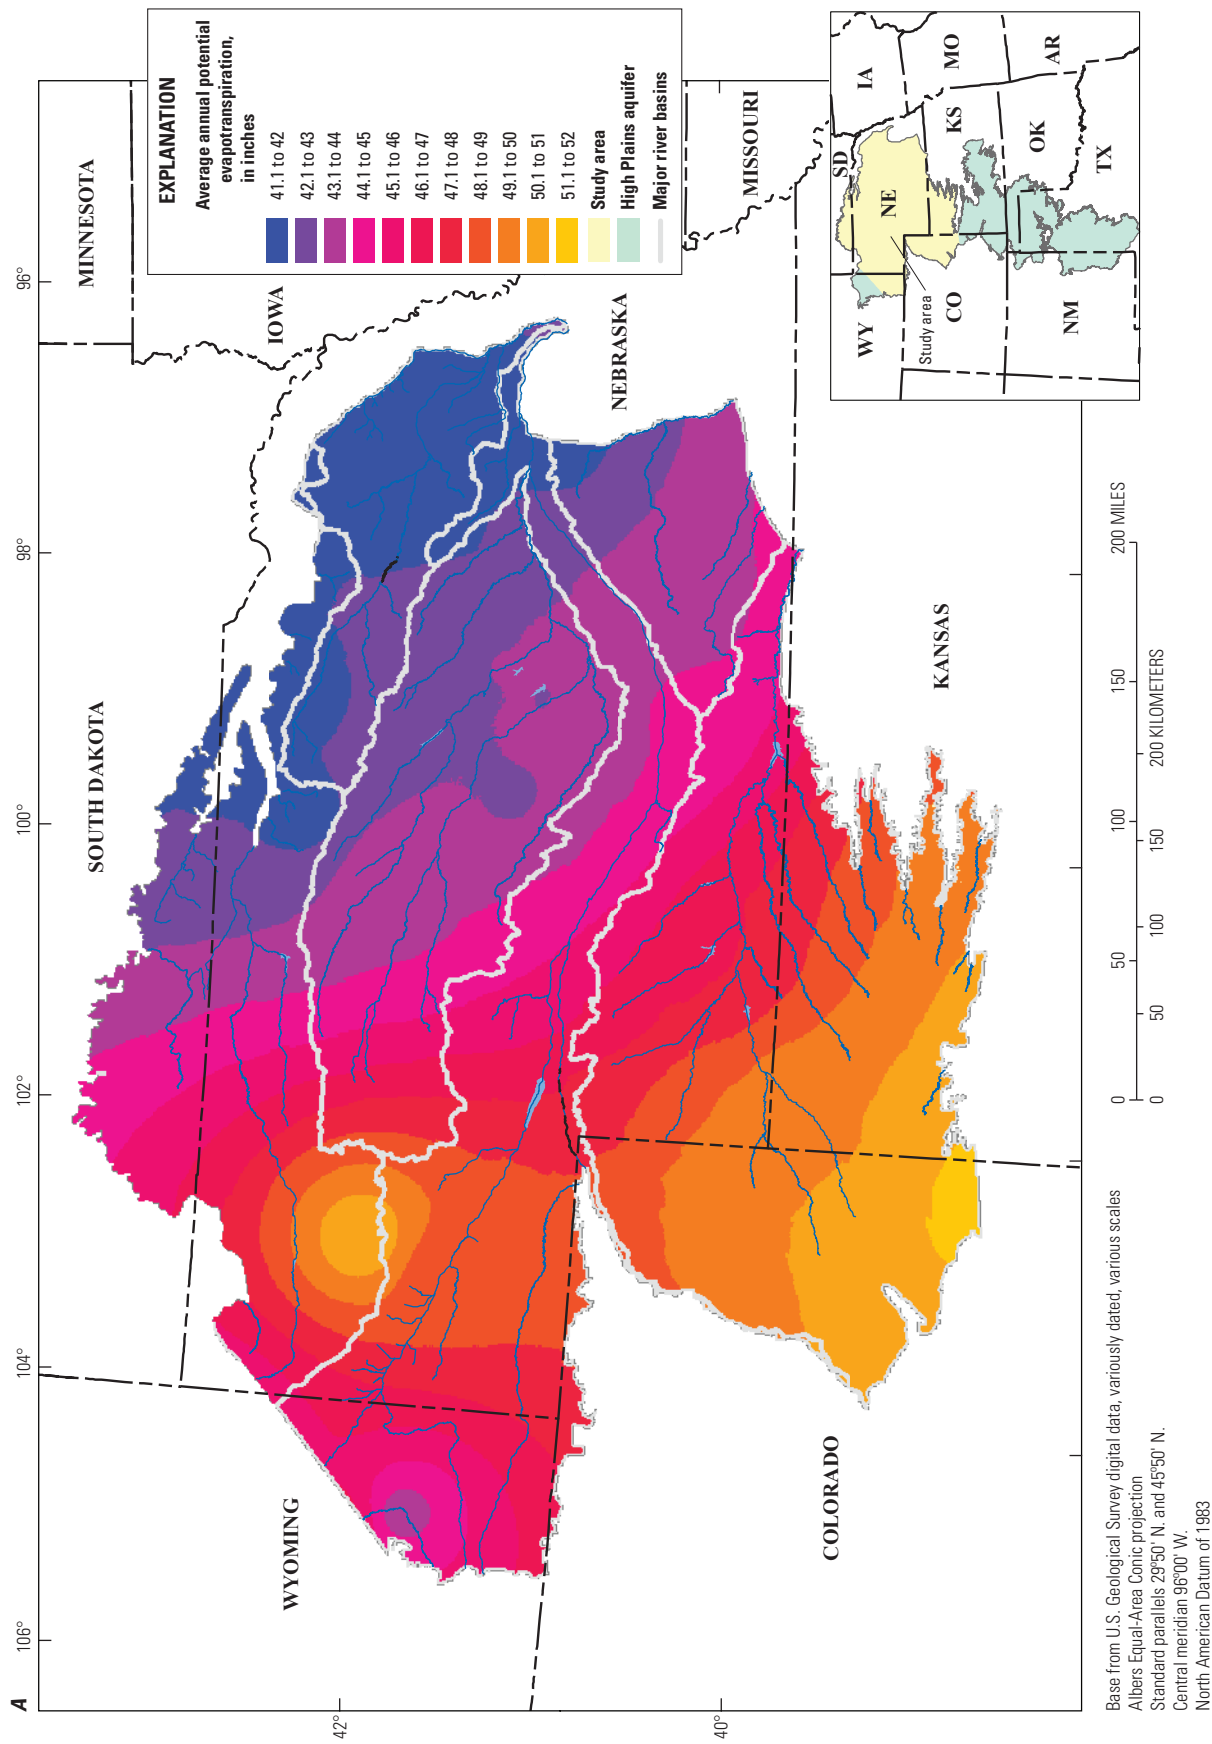 A
106°
104°
102°
100°
98°
96°
42°
40°
SOUTH DAKOTA
MINNESOTA
IOWA
WYOMING
NEBRASKA
MISSOURI
COLORADO
KANSAS
EXPLANATION
Average annual potential
evapotranspiration,
in inches
41.1 to 42
42.1 to 43
43.1 to 44
44.1 to 45
45.1 to 46
46.1 to 47
47.1 to 48
48.1 to 49
49.1 to 50
50.1 to 51
51.1 to 52
Study area
High Plains aquifer
Major river basins
WY
SD
IA
NE
CO
KS
MO
NM
OK
TX
AR
Study area
0 50 100 150 200 MILES
0 50 100 150 200 KILOMETERS
Base from U.S. Geological Survey digital data, variously dated, various scales
Albers Equal-Area Conic projection
Standard parallels 29°50' N. and 45°50' N.
Central meridian 96°00' W.
North American Datum of 1983